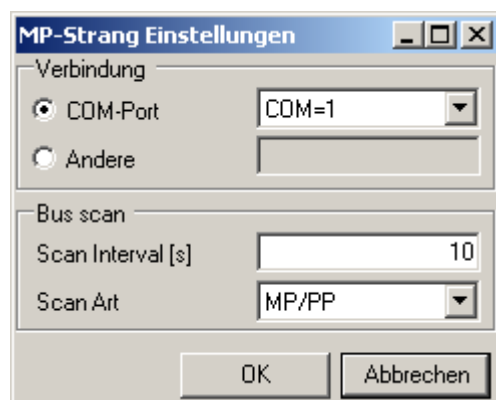 MP-Strang Einstellungen
Verbindung
COM-Port COM=1
Andere
Bus scan
Scan Interval [s] 10
Scan Art MP/PP
OK Abbrechen